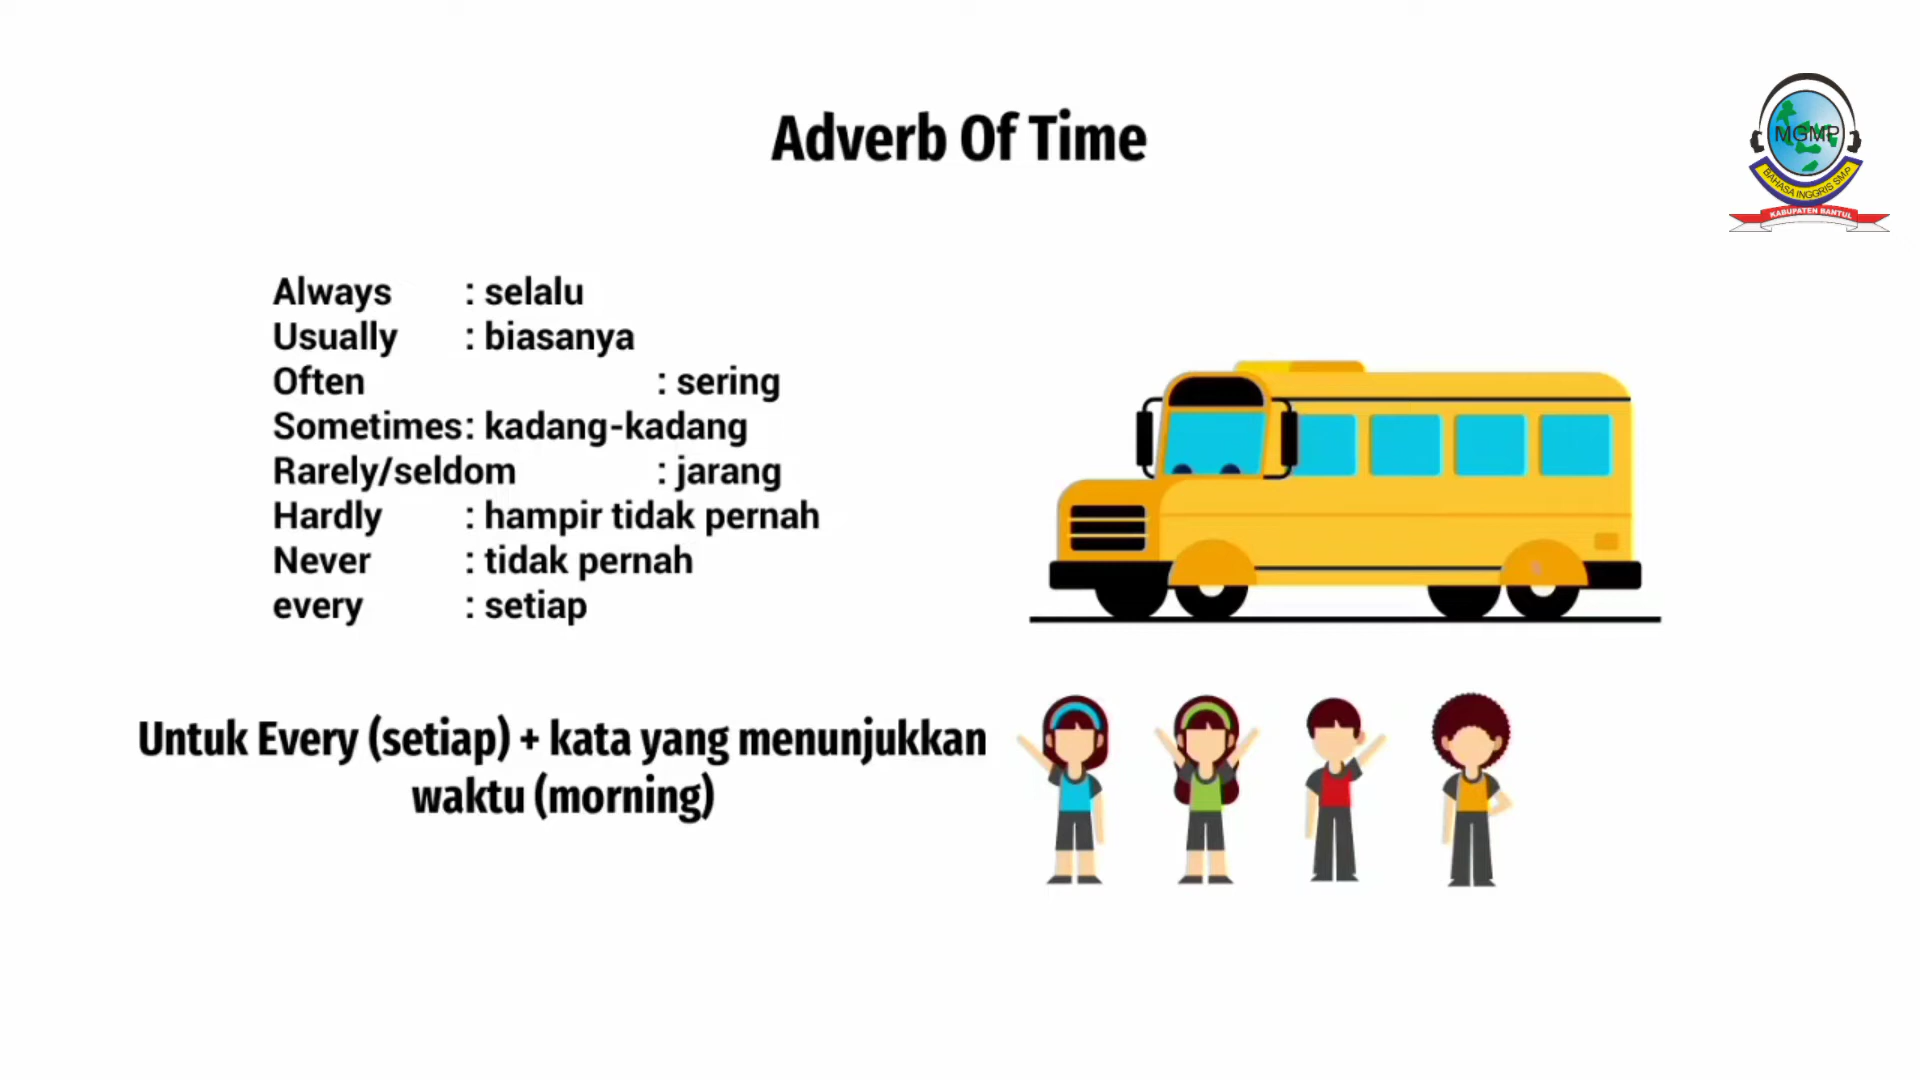 Adverb Of Time
MGMP
BAHASA INGGRIS SMP
KABUPATEN BANTUL
Always : selalu
Usually : biasanya
Often : sering
Sometimes : kadang-kadang
Rarely/seldom : jarang
Hardly : hampir tidak pernah
Never : tidak pernah
every : setiap
Untuk Every (setiap) + kata yang menunjukkan
waktu (morning)